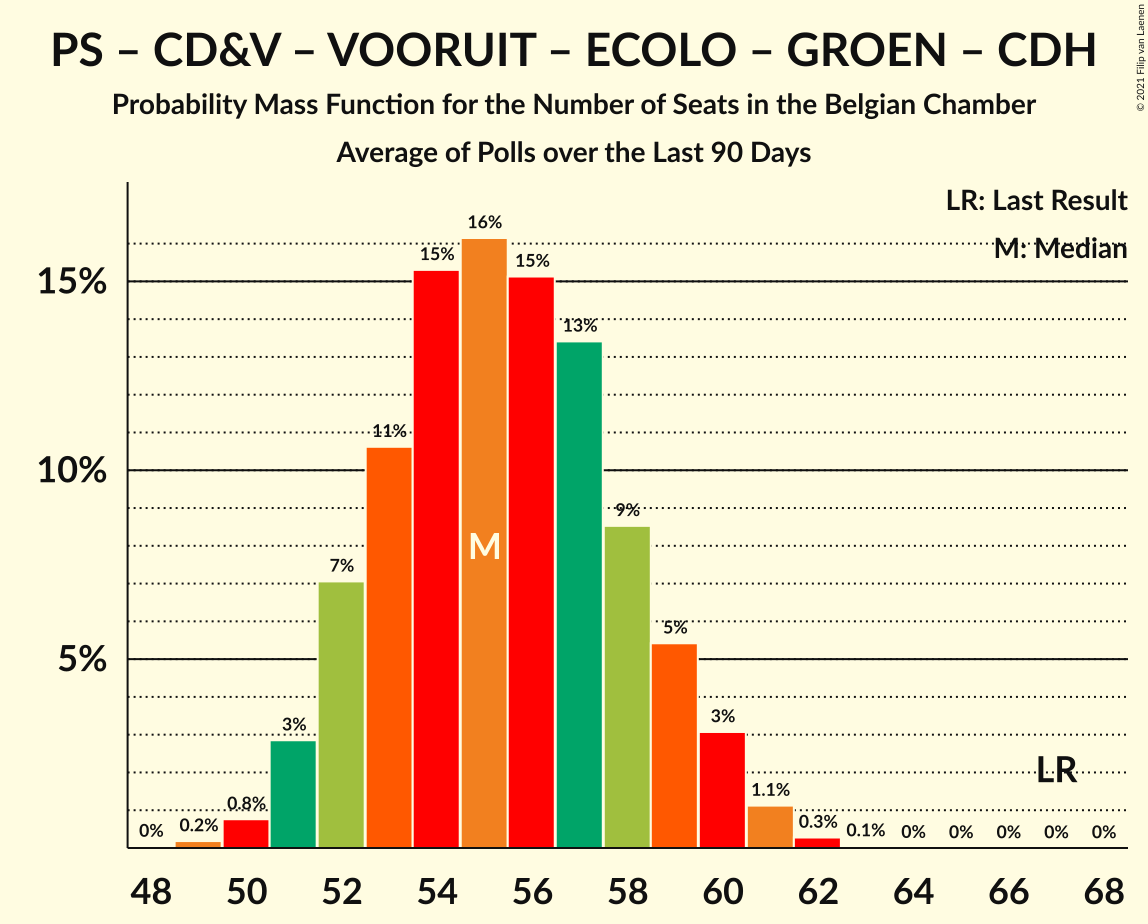 PS – CD&V – VOORUIT – ECOLO – GROEN – CDH
Probability Mass Function for the Number of Seats in the Belgian Chamber
Average of Polls over the Last 90 Days
© 2021 Filip van Laenen
LR: Last Result
M: Median
15%
10%
5%
0%
0.2%
0.8%
3%
7%
11%
15%
16%
15%
13%
9%
5%
3%
1.1%
0.3%
0.1%
0%
0%
0%
0%
0%
M
LR
48 50 52 54 56 58 60 62 64 66 68